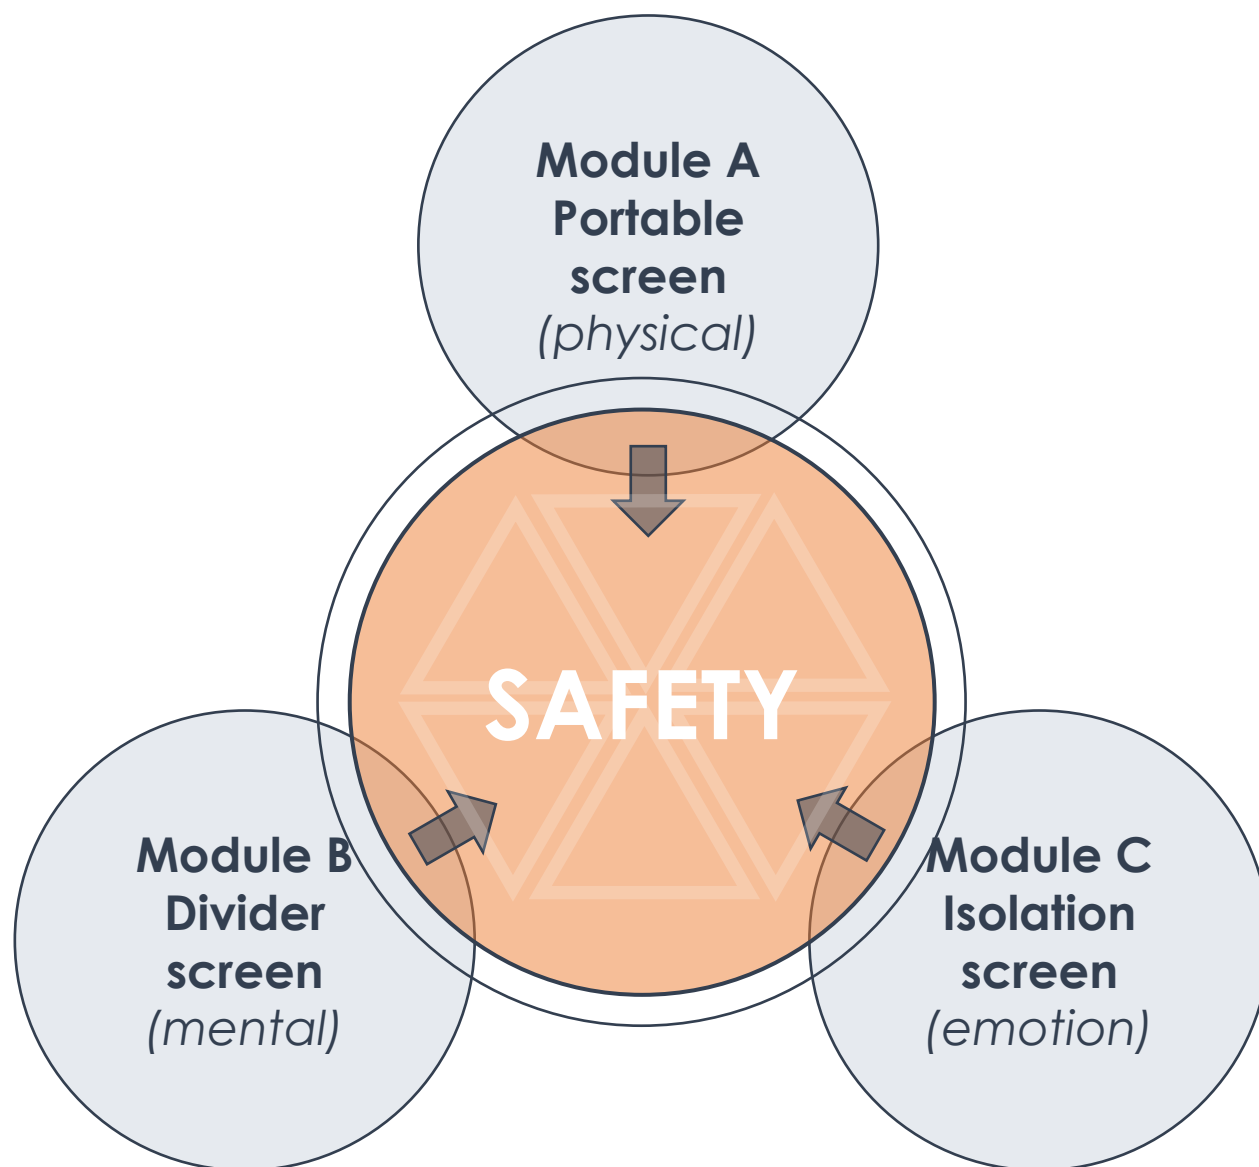 Module A
Portable
screen
(physical)
SAFETY
Module B
Divider
screen
(mental)
Module C
Isolation
screen
(emotion)